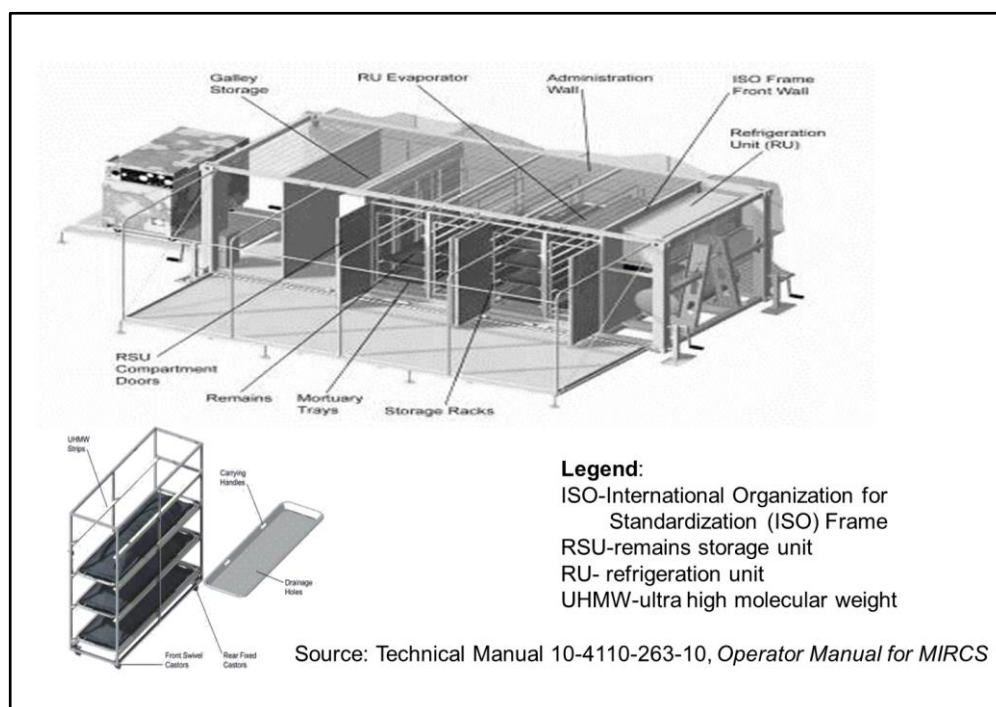 Galley
Storage
RU Evaporator
Administration
Wall
ISO Frame
Front Wall
Refrigeration
Unit (RU)
RSU
Compartment
Doors
Remains
Mortuary
Trays
Storage Racks
UHMW
Strips
Carrying
Handles
Drainage
Holes
Front Swivel
Castors
Rear Fixed
Castors
Legend:
ISO-International Organization for
Standardization (ISO) Frame
RSU-remains storage unit
RU- refrigeration unit
UHMW-ultra high molecular weight
Source: Technical Manual 10-4110-263-10, Operator Manual for MIRCS